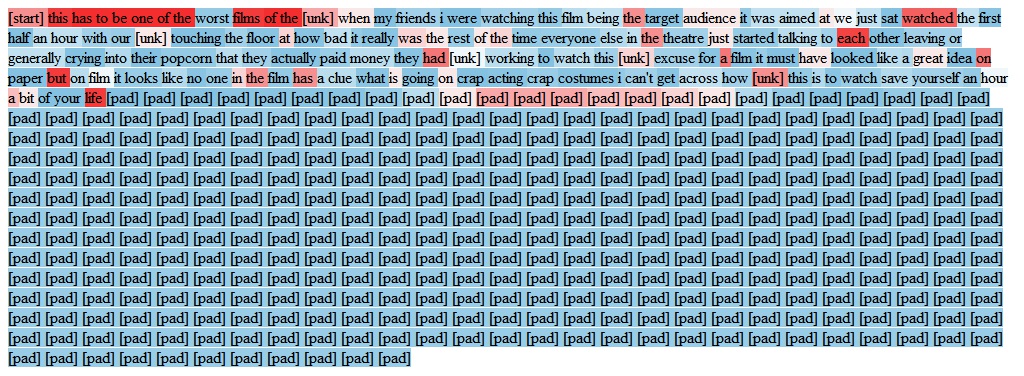 [start] this has to be one of the worst films of the [unk] when my friends i were watching this film being the target audience it was aimed at we just sat watched the first
half an hour with our [unk] touching the floor at how bad it really was the rest of the time everyone else in the theatre just started talking to each other leaving or
generally crying into their popcorn that they actually paid money they had [unk] working to watch this [unk] excuse for a film it must have looked like a great idea on
paper but on film it looks like no one in the film has a clue what is going on crap acting crap costumes i can't get across how [unk] this is to watch save yourself an hour
a bit of your life [pad] [pad] [pad] [pad] [pad] [pad] [pad] [pad] [pad] [pad] [pad] [pad] [pad] [pad] [pad] [pad] [pad] [pad] [pad] [pad] [pad] [pad] [pad] [pad]
[pad] [pad] [pad] [pad] [pad] [pad] [pad] [pad] [pad] [pad] [pad] [pad] [pad] [pad] [pad] [pad] [pad] [pad] [pad] [pad] [pad] [pad] [pad] [pad] [pad] [pad] [pad]
[pad] [pad] [pad] [pad] [pad] [pad] [pad] [pad] [pad] [pad] [pad] [pad] [pad] [pad] [pad] [pad] [pad] [pad] [pad] [pad] [pad] [pad] [pad] [pad] [pad] [pad] [pad]
[pad] [pad] [pad] [pad] [pad] [pad] [pad] [pad] [pad] [pad] [pad] [pad] [pad] [pad] [pad] [pad] [pad] [pad] [pad] [pad] [pad] [pad] [pad] [pad] [pad] [pad] [pad]
[pad] [pad] [pad] [pad] [pad] [pad] [pad] [pad] [pad] [pad] [pad] [pad] [pad] [pad] [pad] [pad] [pad] [pad] [pad] [pad] [pad] [pad] [pad] [pad] [pad] [pad] [pad]
[pad] [pad] [pad] [pad] [pad] [pad] [pad] [pad] [pad] [pad] [pad] [pad] [pad] [pad] [pad] [pad] [pad] [pad] [pad] [pad] [pad] [pad] [pad] [pad] [pad] [pad] [pad]
[pad] [pad] [pad] [pad] [pad] [pad] [pad] [pad] [pad] [pad] [pad] [pad] [pad] [pad] [pad] [pad] [pad] [pad] [pad] [pad] [pad] [pad] [pad] [pad] [pad] [pad] [pad]
[pad] [pad] [pad] [pad] [pad] [pad] [pad] [pad] [pad] [pad] [pad] [pad] [pad] [pad] [pad] [pad] [pad] [pad] [pad] [pad] [pad] [pad] [pad] [pad] [pad] [pad] [pad]
[pad] [pad] [pad] [pad] [pad] [pad] [pad] [pad] [pad] [pad] [pad] [pad] [pad] [pad] [pad] [pad] [pad] [pad] [pad] [pad] [pad] [pad] [pad] [pad] [pad] [pad] [pad]
[pad] [pad] [pad] [pad] [pad] [pad] [pad] [pad] [pad] [pad] [pad] [pad] [pad] [pad] [pad] [pad] [pad] [pad] [pad] [pad] [pad] [pad] [pad] [pad] [pad] [pad] [pad]
[pad] [pad] [pad] [pad] [pad] [pad] [pad] [pad] [pad] [pad] [pad] [pad] [pad] [pad] [pad] [pad] [pad] [pad] [pad] [pad] [pad] [pad] [pad] [pad] [pad] [pad] [pad]
[pad] [pad] [pad] [pad] [pad] [pad] [pad] [pad] [pad] [pad] [pad] [pad] [pad] [pad] [pad] [pad] [pad] [pad] [pad] [pad] [pad] [pad] [pad] [pad] [pad] [pad] [pad]
[pad] [pad] [pad] [pad] [pad] [pad] [pad] [pad] [pad] [pad] [pad] [pad] [pad] [pad] [pad] [pad] [pad] [pad] [pad] [pad] [pad] [pad] [pad] [pad] [pad] [pad] [pad]
[pad] [pad] [pad] [pad] [pad] [pad] [pad] [pad] [pad] [pad] [pad]